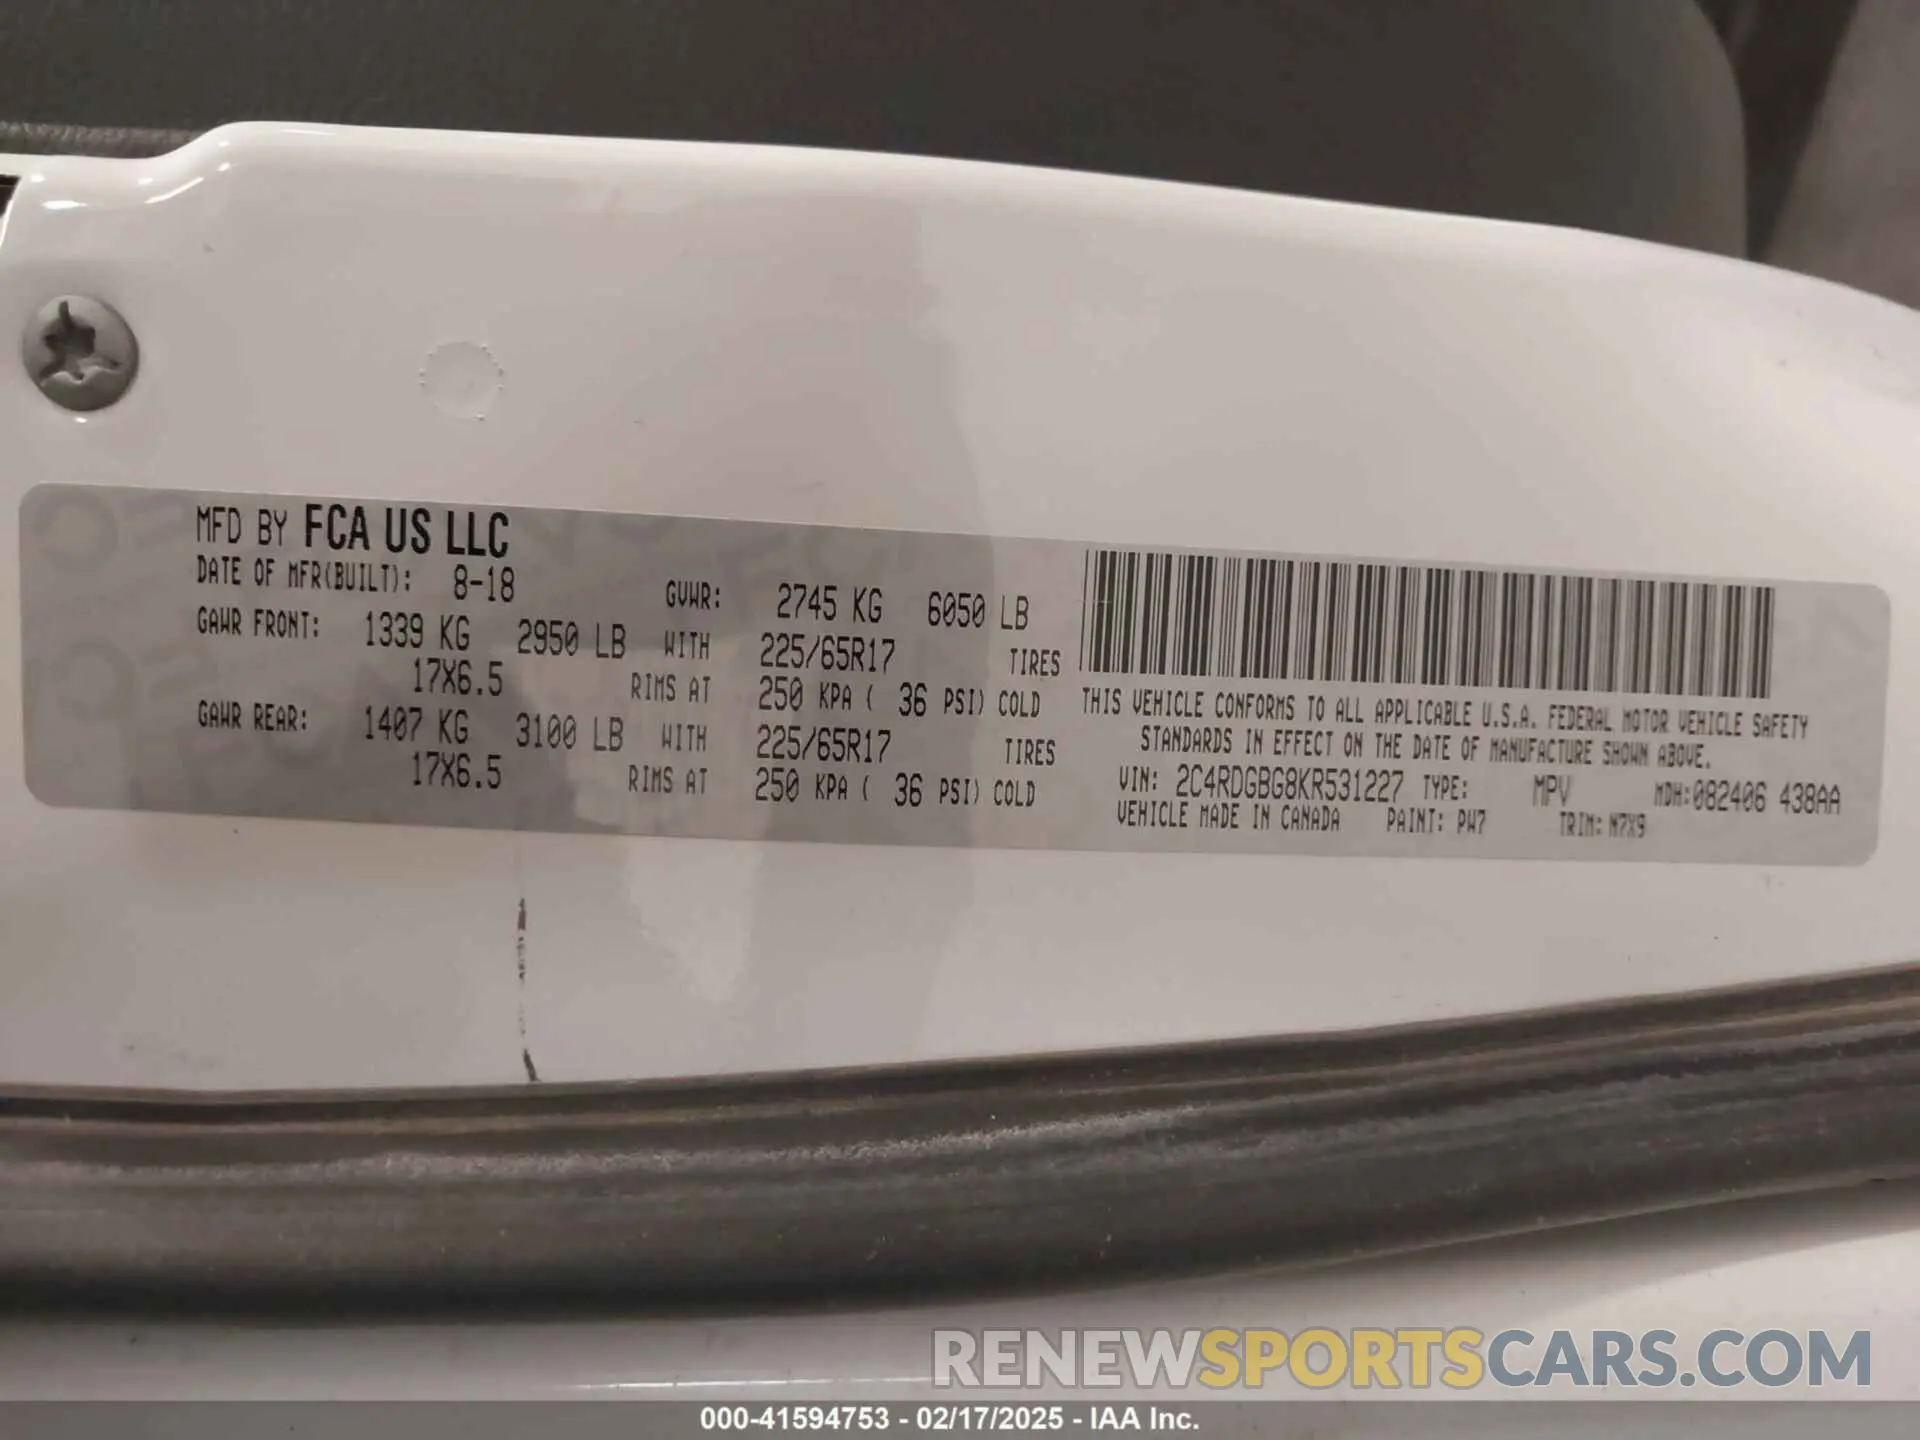 MFD BY FCA US LLC
DATE OF MFR(BUILT): 8-18 GVWR: 2745 KG 6050 LB
GAWR FRONT: 1339 KG 2950 LB WITH 225/65R17 TIRES
17X6.5 RIMS AT 250 KPA ( 36 PSI) COLD
GAWR REAR: 1407 KG 3100 LB WITH 225/65R17 TIRES
17X6.5 RIMS AT 250 KPA ( 36 PSI) COLD
THIS VEHICLE CONFORMS TO ALL APPLICABLE U.S.A. FEDERAL MOTOR VEHICLE SAFETY
STANDARDS IN EFFECT ON THE DATE OF MANUFACTURE SHOWN ABOVE.
VIN: 2C4RDGBG8KR531227 TYPE: MPV MDH:082406 438AA
VEHICLE MADE IN CANADA PAINT: PW7 TRIM: M7X9
RENEWSPORTSCARS.COM
000-41594753 - 02/17/2025 - IAA Inc.